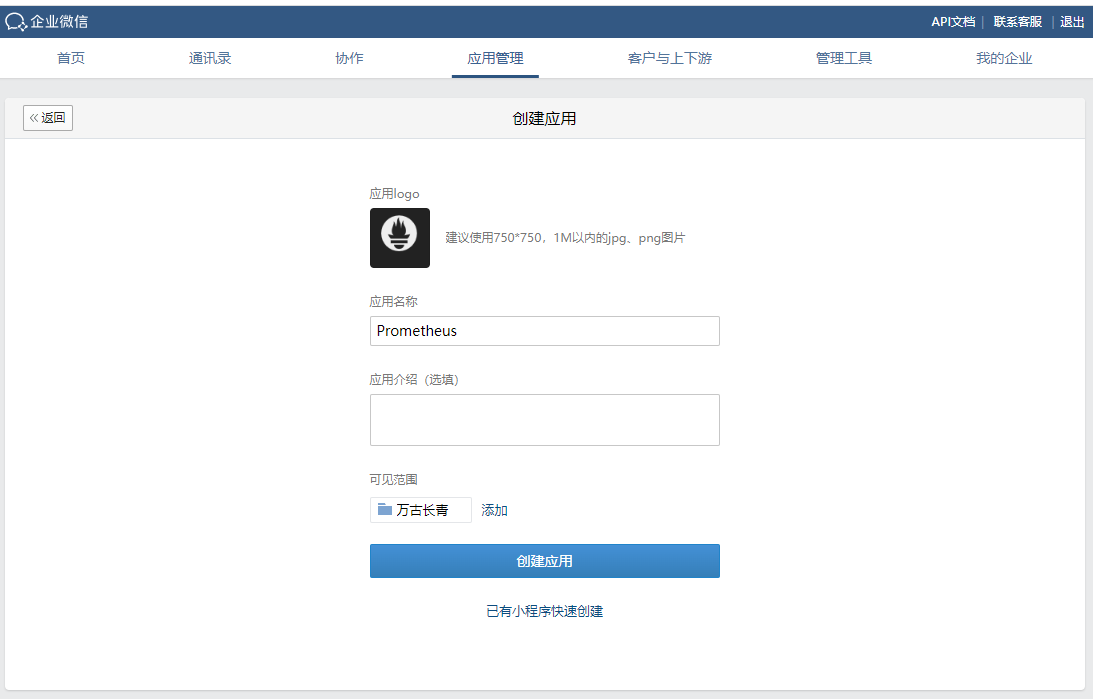 企业微信 API文档 | 联系客服 | 退出
首页 通讯录 协作 应用管理 客户与上下游 管理工具 我的企业
«返回 创建应用
应用logo
建议使用750*750，1M以内的jpg、png图片
应用名称
Prometheus
应用介绍（选填）
可见范围
万古长青 添加
创建应用
已有小程序快速创建